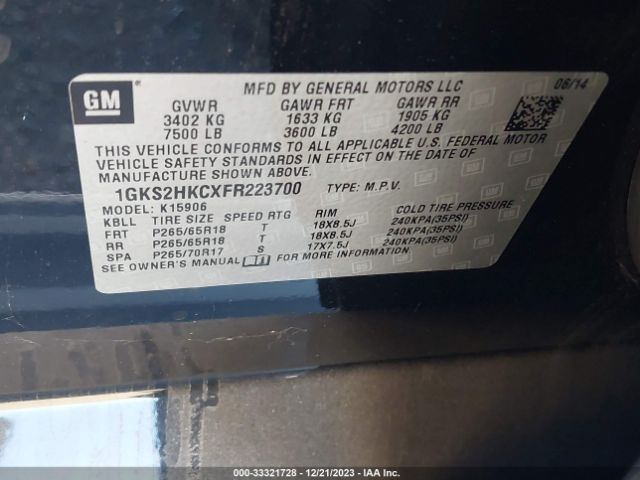 GM
MFD BY GENERAL MOTORS LLC
06/14
GVWR GAWR FRT GAWR RR
3402 KG 1633 KG 1905 KG
7500 LB 3600 LB 4200 LB
THIS VEHICLE CONFORMS TO ALL APPLICABLE U.S. FEDERAL MOTOR
VEHICLE SAFETY STANDARDS IN EFFECT ON THE DATE OF
MANUFACTURE SHOWN ABOVE.
1GKS2HKCXFR223700 TYPE: M.P.V.
MODEL: K15906
KBLL TIRE SIZE SPEED RTG RIM COLD TIRE PRESSURE
FRT P265/65R18 T 18X8.5J 240KPA(35PSI)
RR P265/65R18 T 18X8.5J 240KPA(35PSI)
SPA P265/70R17 S 17X7.5J 240KPA(35PSI)
SEE OWNER'S MANUAL FOR MORE INFORMATION.
000-33321728 - 12/21/2023 - IAA Inc.